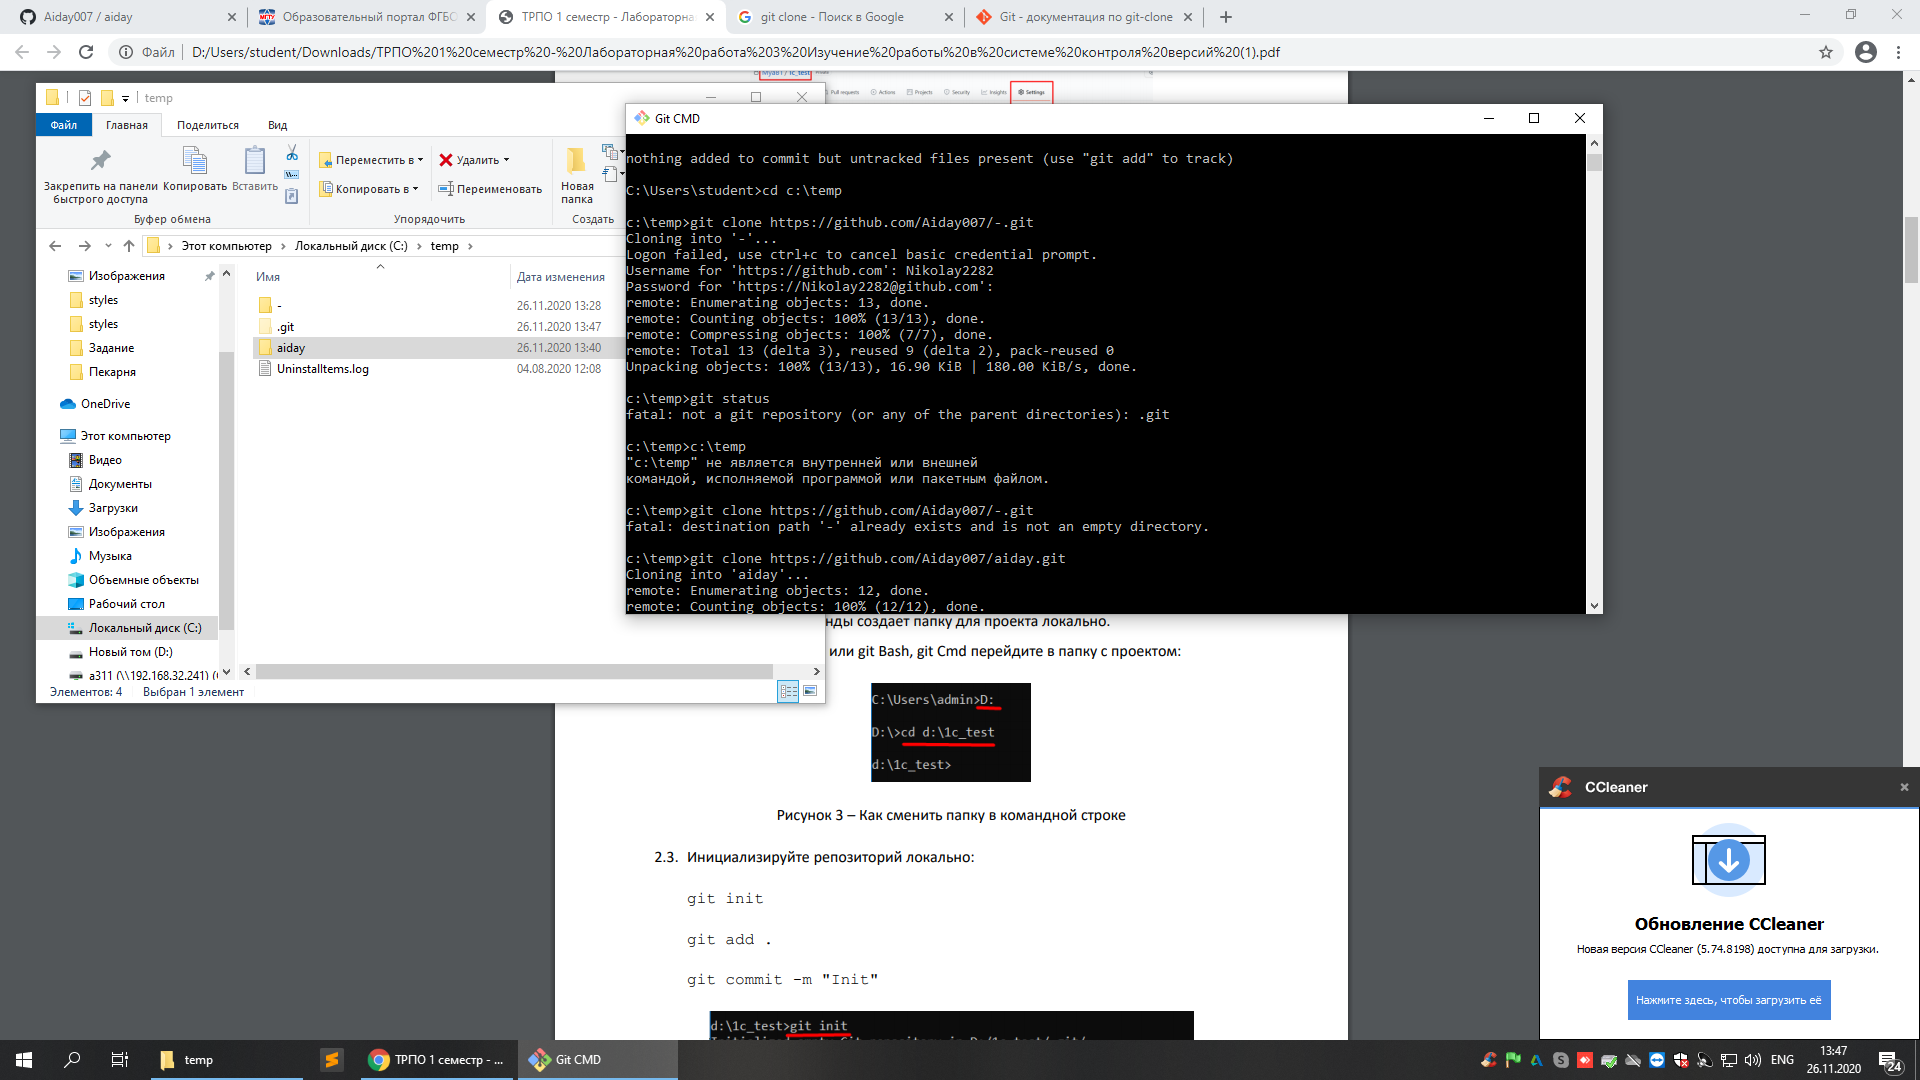 Aiday007 / aiday
Образовательный портал ФГБО
ТРПО 1 семестр - Лабораторна
git clone - Поиск в Google
Git - документация по git-clone
Файл
D:/Users/student/Downloads/ТРПО%201%20семестр%20-%20Лабораторная%20работа%203%20Изучение%20работы%20в%20системе%20контроля%20версий%20(1).pdf
Pull requests
Actions
Projects
Security
Insights
Settings
temp
Файл
Главная
Поделиться
Вид
Закрепить на панели быстрого доступа
Копировать
Вставить
Переместить в
Копировать в
Удалить
Переименовать
Новая папка
Буфер обмена
Упорядочить
Создать
Этот компьютер
Локальный диск (C:)
temp
Изображения
styles
styles
Задание
Пекарня
OneDrive
Этот компьютер
Видео
Документы
Загрузки
Изображения
Музыка
Объемные объекты
Рабочий стол
Локальный диск (C:)
Новый том (D:)
a311 (\\192.168.32.241) (
Имя
Дата изменения
-
26.11.2020 13:28
.git
26.11.2020 13:47
aiday
26.11.2020 13:40
UninstalItems.log
04.08.2020 12:08
Элементов: 4
Выбран 1 элемент
Git CMD
nothing added to commit but untracked files present (use "git add" to track)
C:\Users\student>cd c:\temp
c:\temp>git clone https://github.com/Aiday007/-.git
Cloning into '-'...
Logon failed, use ctrl+c to cancel basic credential prompt.
Username for 'https://github.com': Nikolay2282
Password for 'https://Nikolay2282@github.com':
remote: Enumerating objects: 13, done.
remote: Counting objects: 100% (13/13), done.
remote: Compressing objects: 100% (7/7), done.
remote: Total 13 (delta 3), reused 9 (delta 2), pack-reused 0
Unpacking objects: 100% (13/13), 16.90 KiB | 180.00 KiB/s, done.
c:\temp>git status
fatal: not a git repository (or any of the parent directories): .git
c:\temp>c:\temp
"c:\temp" не является внутренней или внешней
командой, исполняемой программой или пакетным файлом.
c:\temp>git clone https://github.com/Aiday007/-.git
fatal: destination path '-' already exists and is not an empty directory.
c:\temp>git clone https://github.com/Aiday007/aiday.git
Cloning into 'aiday'...
remote: Enumerating objects: 12, done.
remote: Counting objects: 100% (12/12), done.
нды создает папку для проекта локально.
или git Bash, git Cmd перейдите в папку с проектом:
C:\Users\admin>D:
D:\>cd d:\1c_test
d:\1c_test>
Рисунок 3 – Как сменить папку в командной строке
2.3. Инициализируйте репозиторий локально:
git init
git add .
git commit -m "Init"
d:\1c_test>git init
CCleaner
Обновление CCleaner
Новая версия CCleaner (5.74.8198) доступна для загрузки.
Нажмите здесь, чтобы загрузить её
temp
ТРПО 1 семестр - ...
Git CMD
ENG
13:47
26.11.2020
24